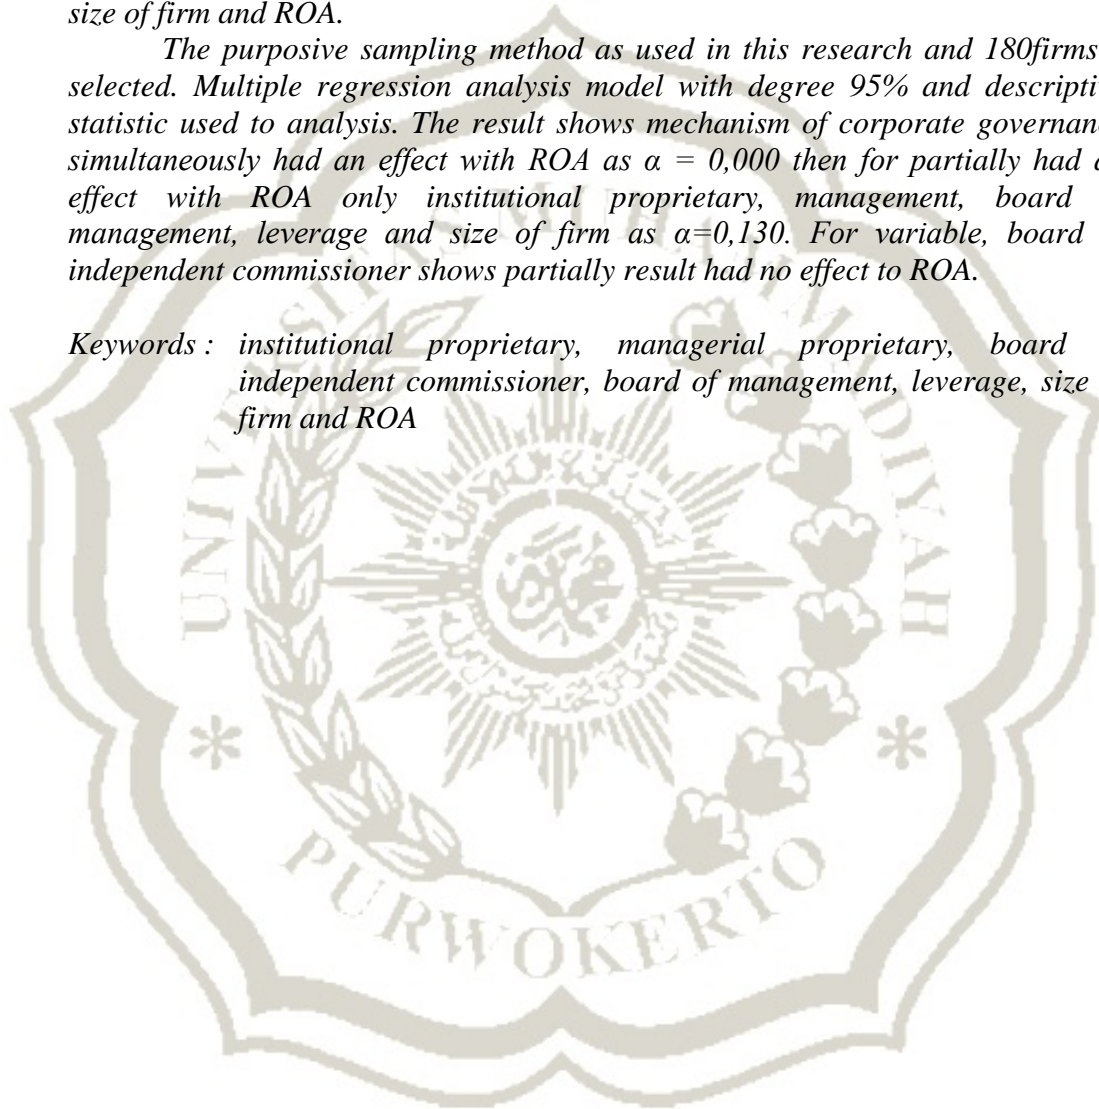 size of firm and ROA.
The purposive sampling method as used in this research and 180firms
selected. Multiple regression analysis model with degree 95% and descripti
statistic used to analysis. The result shows mechanism of corporate governan
simultaneously had an effect with ROA as α = 0,000 then for partially had a
effect with ROA only institutional proprietary, management, board
management, leverage and size of firm as α=0,130. For variable, board
independent commissioner shows partially result had no effect to ROA.
Keywords : institutional proprietary, managerial proprietary, board
independent commissioner, board of management, leverage, size
firm and ROA
UNIVERSITAS MUHAMMADIYAH
* *
PURWOKERTO